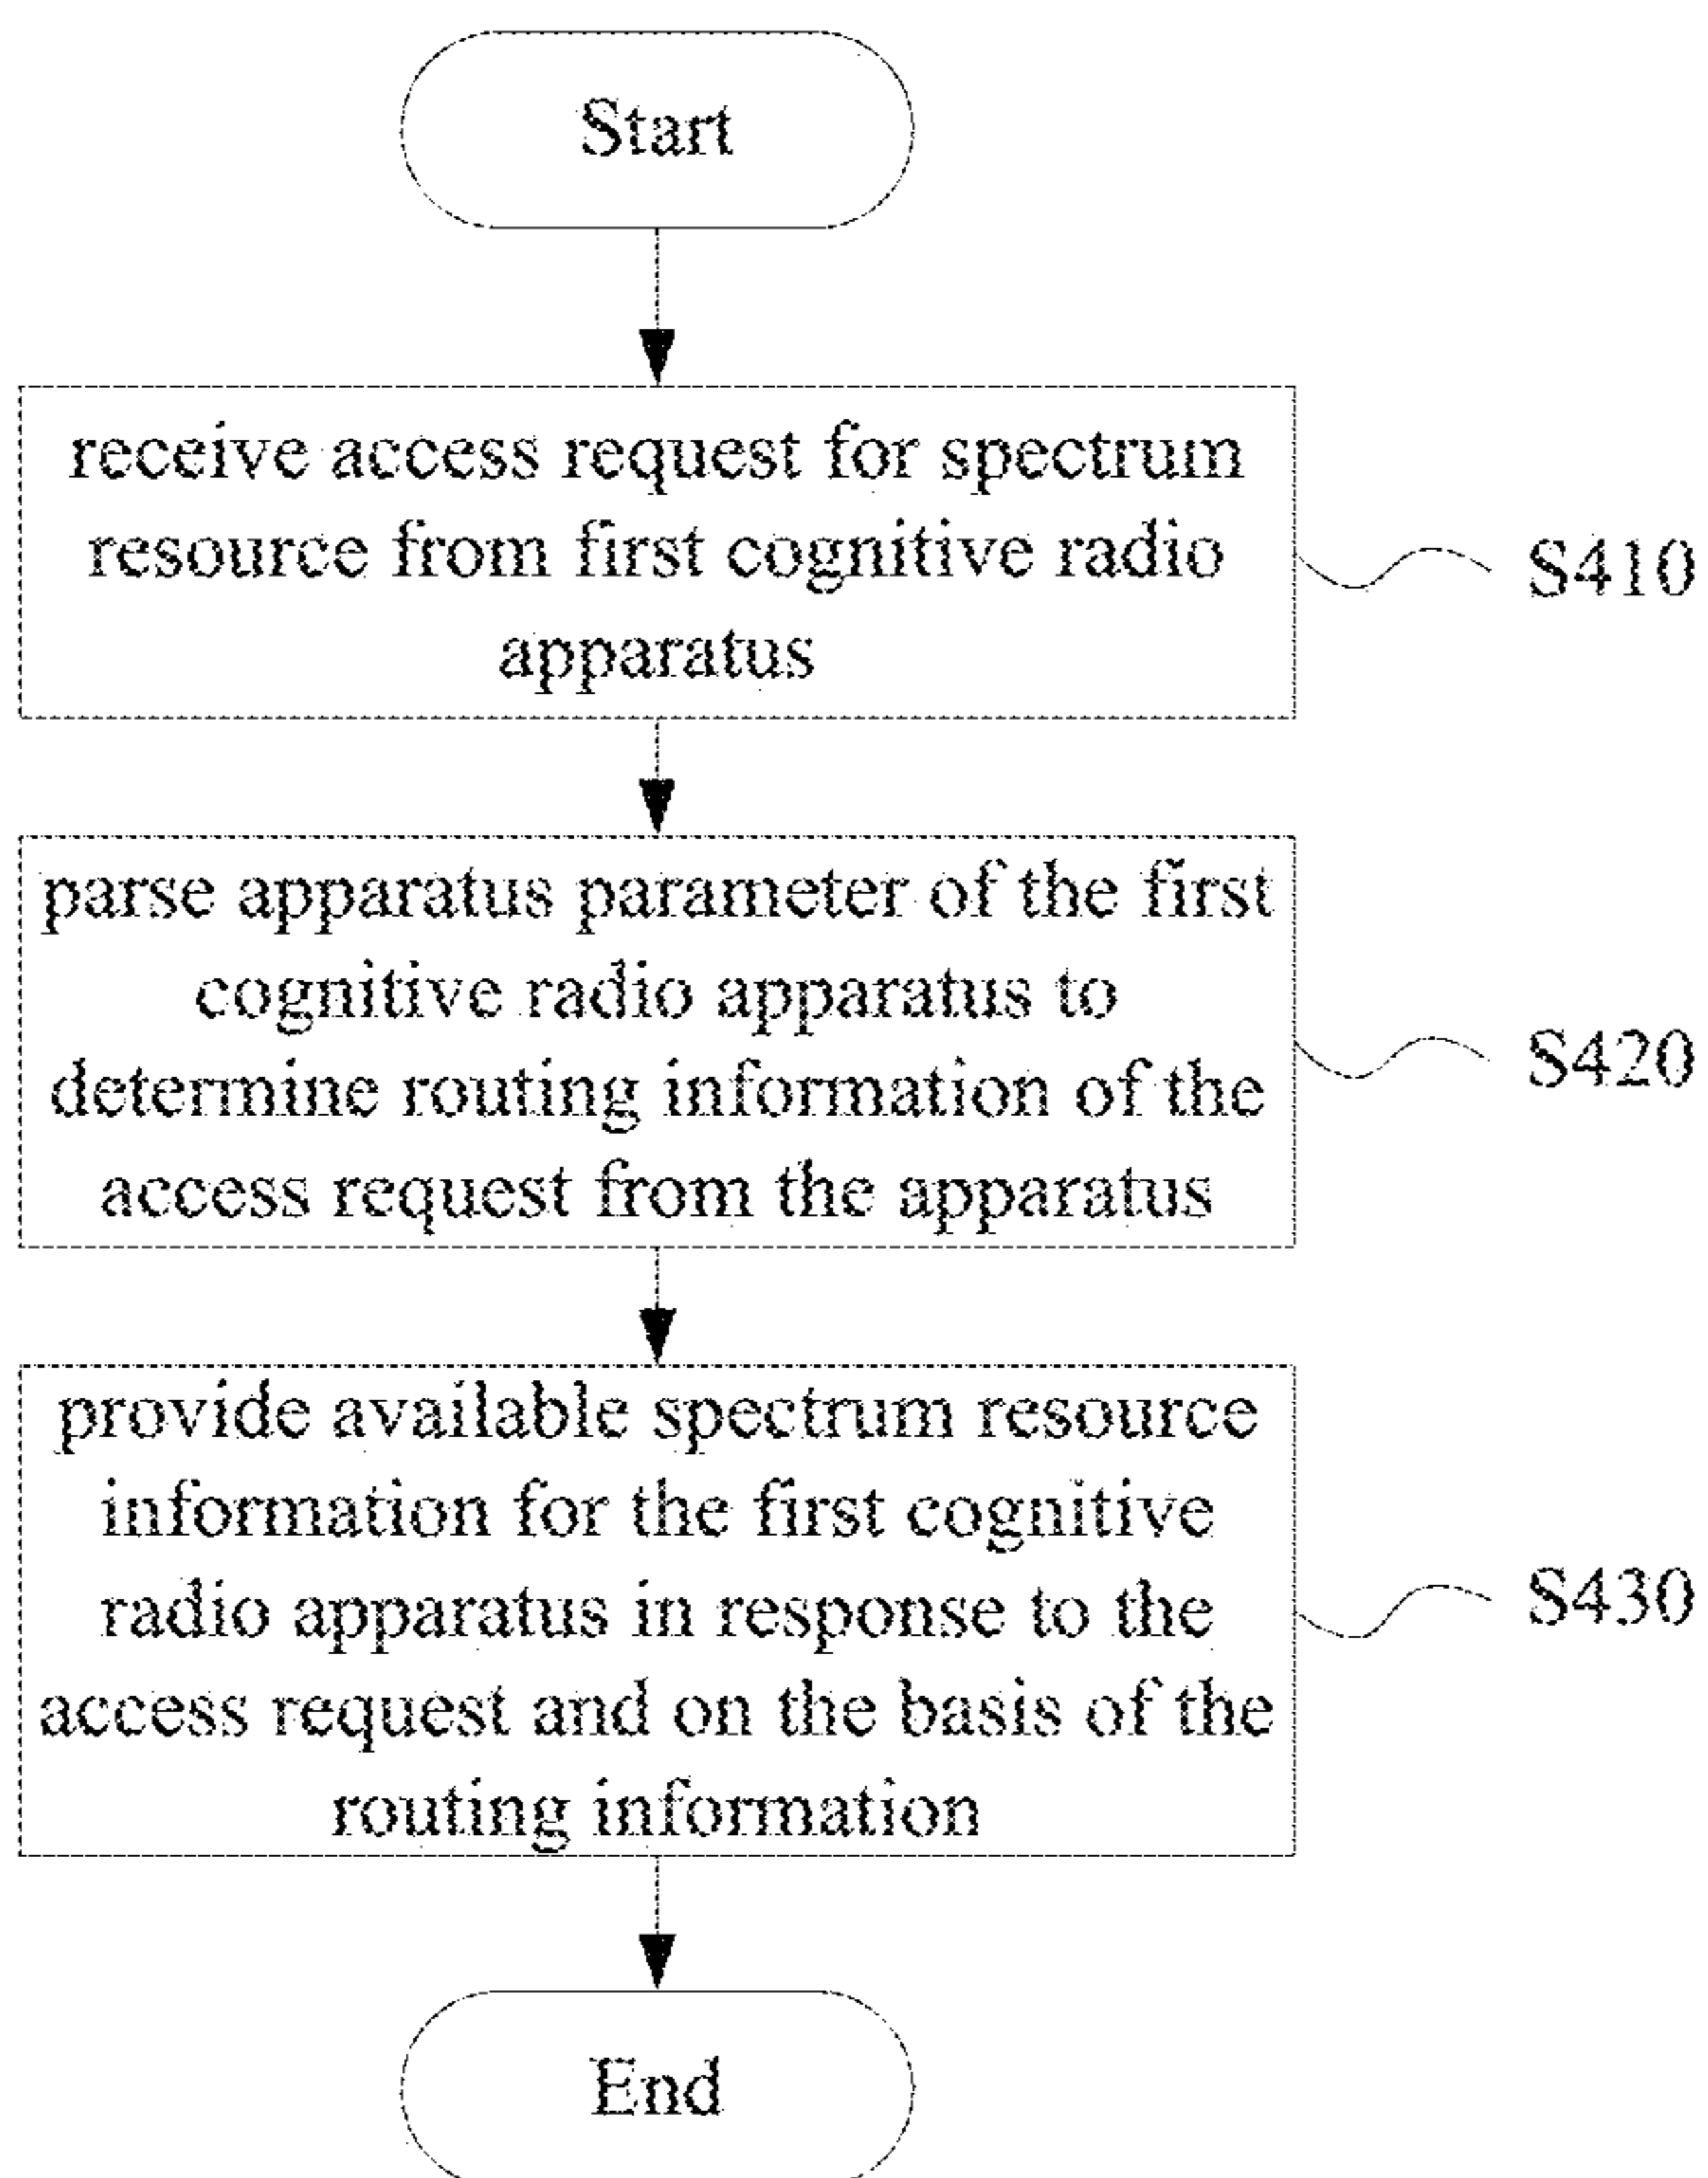 Start
receive access request for spectrum
resource from first cognitive radio
apparatus
S410
parse apparatus parameter of the first
cognitive radio apparatus to
determine routing information of the
access request from the apparatus
S420
provide available spectrum resource
information for the first cognitive
radio apparatus in response to the
access request and on the basis of the
routing information
S430
End